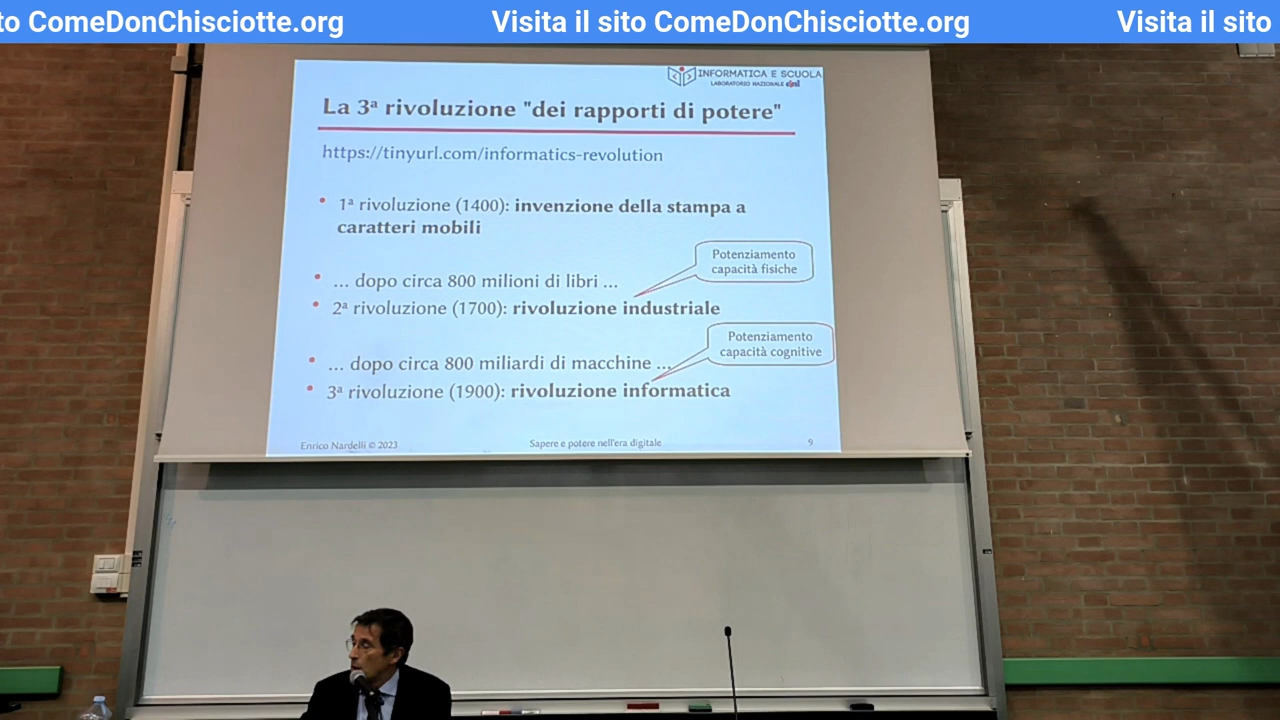 to ComeDonChisciotte.org
Visita il sito ComeDonChisciotte.org
Visita il sito
INFORMATICA E SCUOLA
LABORATORIO NAZIONALE cini
La 3ª rivoluzione "dei rapporti di potere"
https://tinyurl.com/informatics-revolution
• 1ª rivoluzione (1400): invenzione della stampa a
caratteri mobili
Potenziamento
capacità fisiche
• ... dopo circa 800 milioni di libri ...
• 2ª rivoluzione (1700): rivoluzione industriale
Potenziamento
capacità cognitive
• ... dopo circa 800 miliardi di macchine ...
• 3ª rivoluzione (1900): rivoluzione informatica
Enrico Nardelli © 2023
Sapere e potere nell'era digitale
9